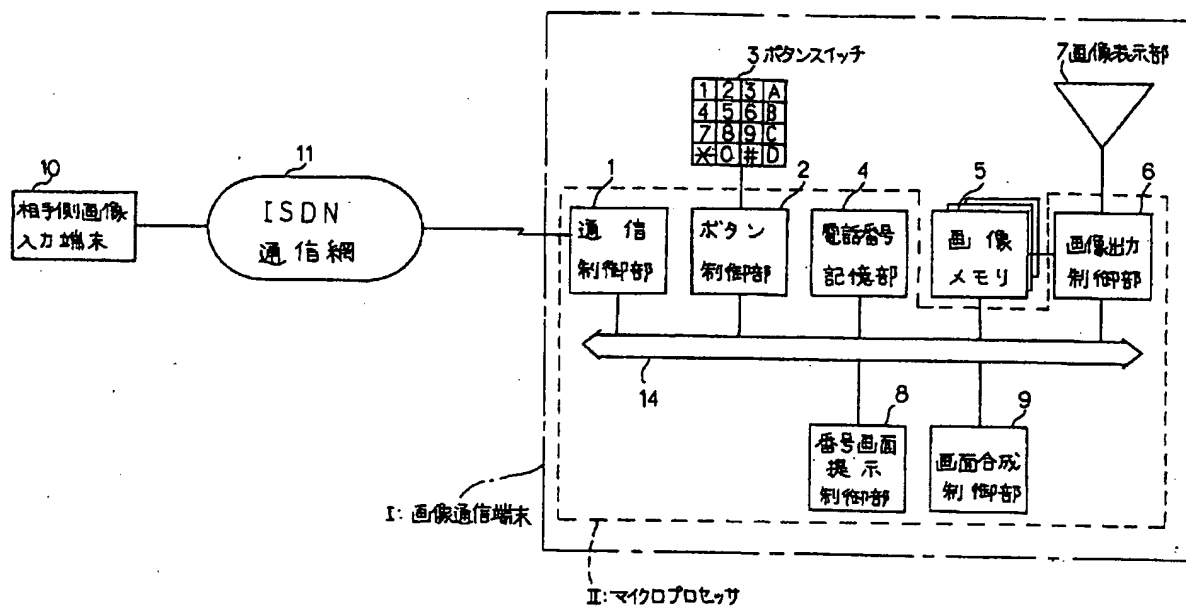 3 ボタンスイッチ
7 画像表示部
1 2 3 A
4 5 6 B
7 8 9 C
* 0 # D
10
11
1
2
4
5
6
相手側画像
入力端末
ISDN
通信網
通信
制御部
ボタン
制御部
電話番号
記憶部
画像
メモリ
画像出力
制御部
14
8
9
番号画面
提示
制御部
画面合成
制御部
I:画像通信端末
II:マイクロプロセッサ